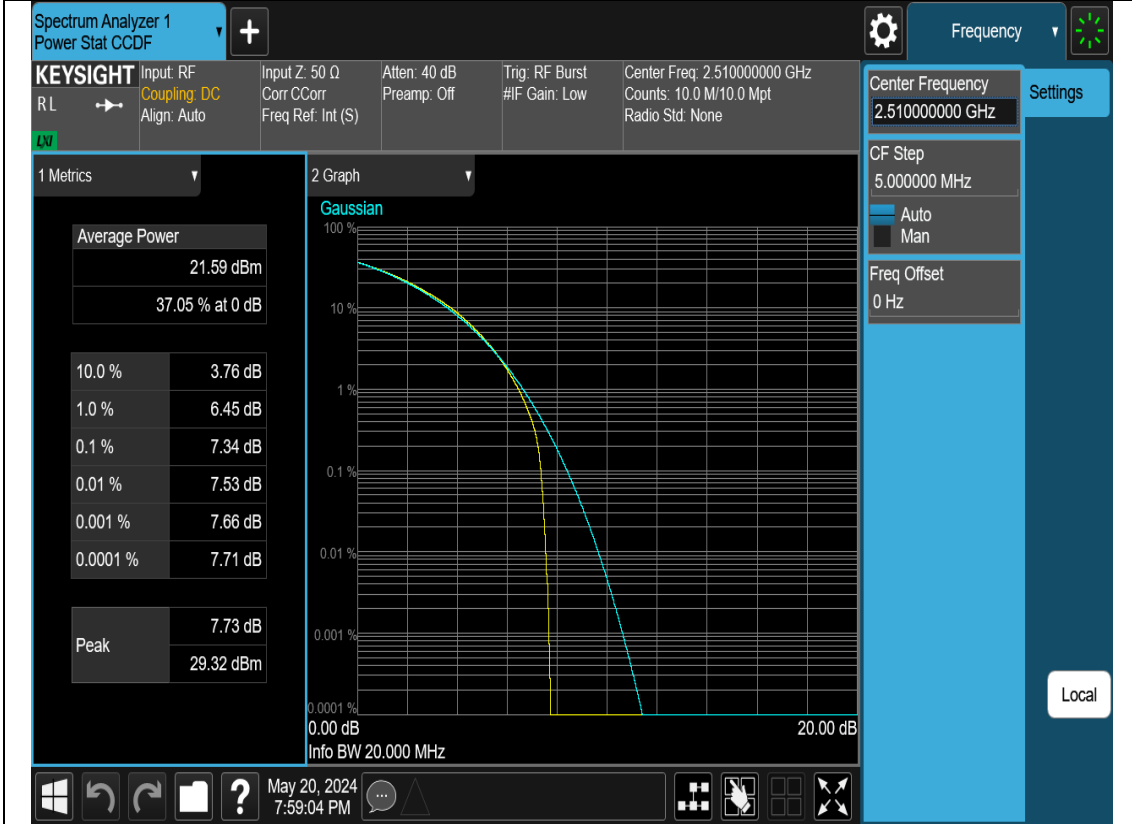 Spectrum Analyzer 1
Power Stat CCDF
Frequency
KEYSIGHT
RL
LXI
Input: RF
Coupling: DC
Align: Auto
Input Z: 50 Ω
Corr CCorr
Freq Ref: Int (S)
Atten: 40 dB
Preamp: Off
Trig: RF Burst
#IF Gain: Low
Center Freq: 2.510000000 GHz
Counts: 10.0 M/10.0 Mpt
Radio Std: None
Center Frequency
2.510000000 GHz
Settings
CF Step
5.000000 MHz
Auto
Man
Freq Offset
0 Hz
1 Metrics
Average Power
21.59 dBm
37.05 % at 0 dB
10.0 % 3.76 dB
1.0 % 6.45 dB
0.1 % 7.34 dB
0.01 % 7.53 dB
0.001 % 7.66 dB
0.0001 % 7.71 dB
Peak
7.73 dB
29.32 dBm
2 Graph
Gaussian
100 %
10 %
1 %
0.1 %
0.01 %
0.001 %
0.0001 %
0.00 dB
20.00 dB
Info BW 20.000 MHz
Local
?
May 20, 2024
7:59:04 PM